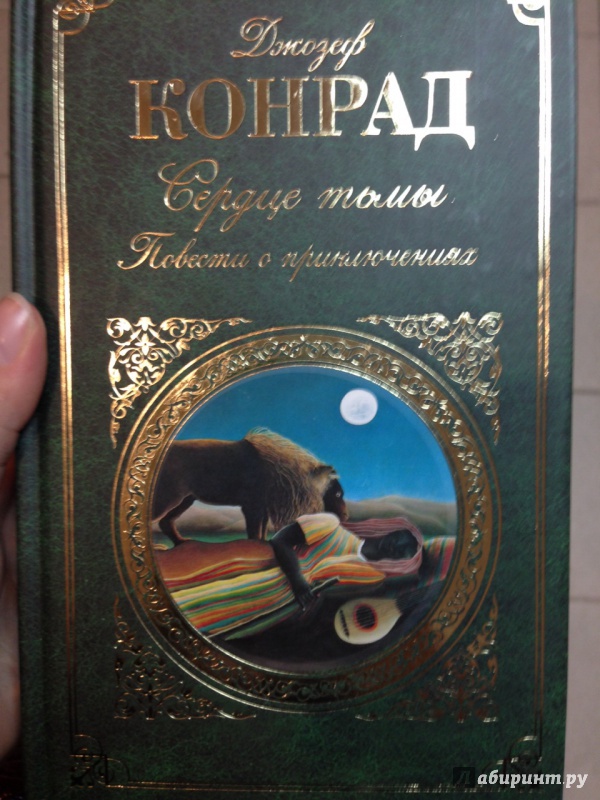 Джозеф
КОНРАД
Сердце тьмы
Повести о приключениях
Лабиринт.ру